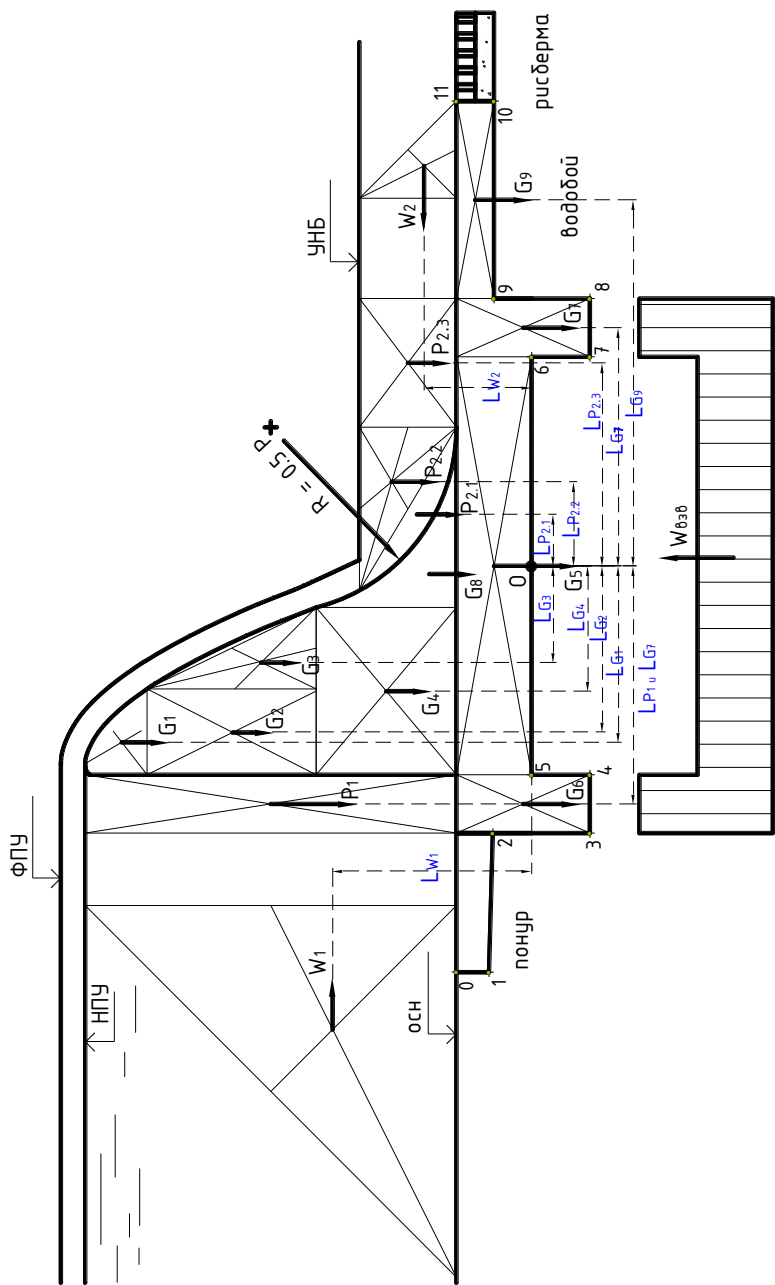 ФПУ
НПУ
W1
осн
0
1
понур
2
3
LW1
P1
G6
4
5
G1
G2
G3
G4
G8
R = 0.5 P
P2.1
P2.2
P2.3
УНБ
W2
LW2
O
G5
6
7
8
9
G7
G9
10
11
водобой
рисберма
LG3
LG4
LG2
LG1
LP1 и LG7
LP2.1
LP2.2
LP2.3
LG7
LG9
Wвзв